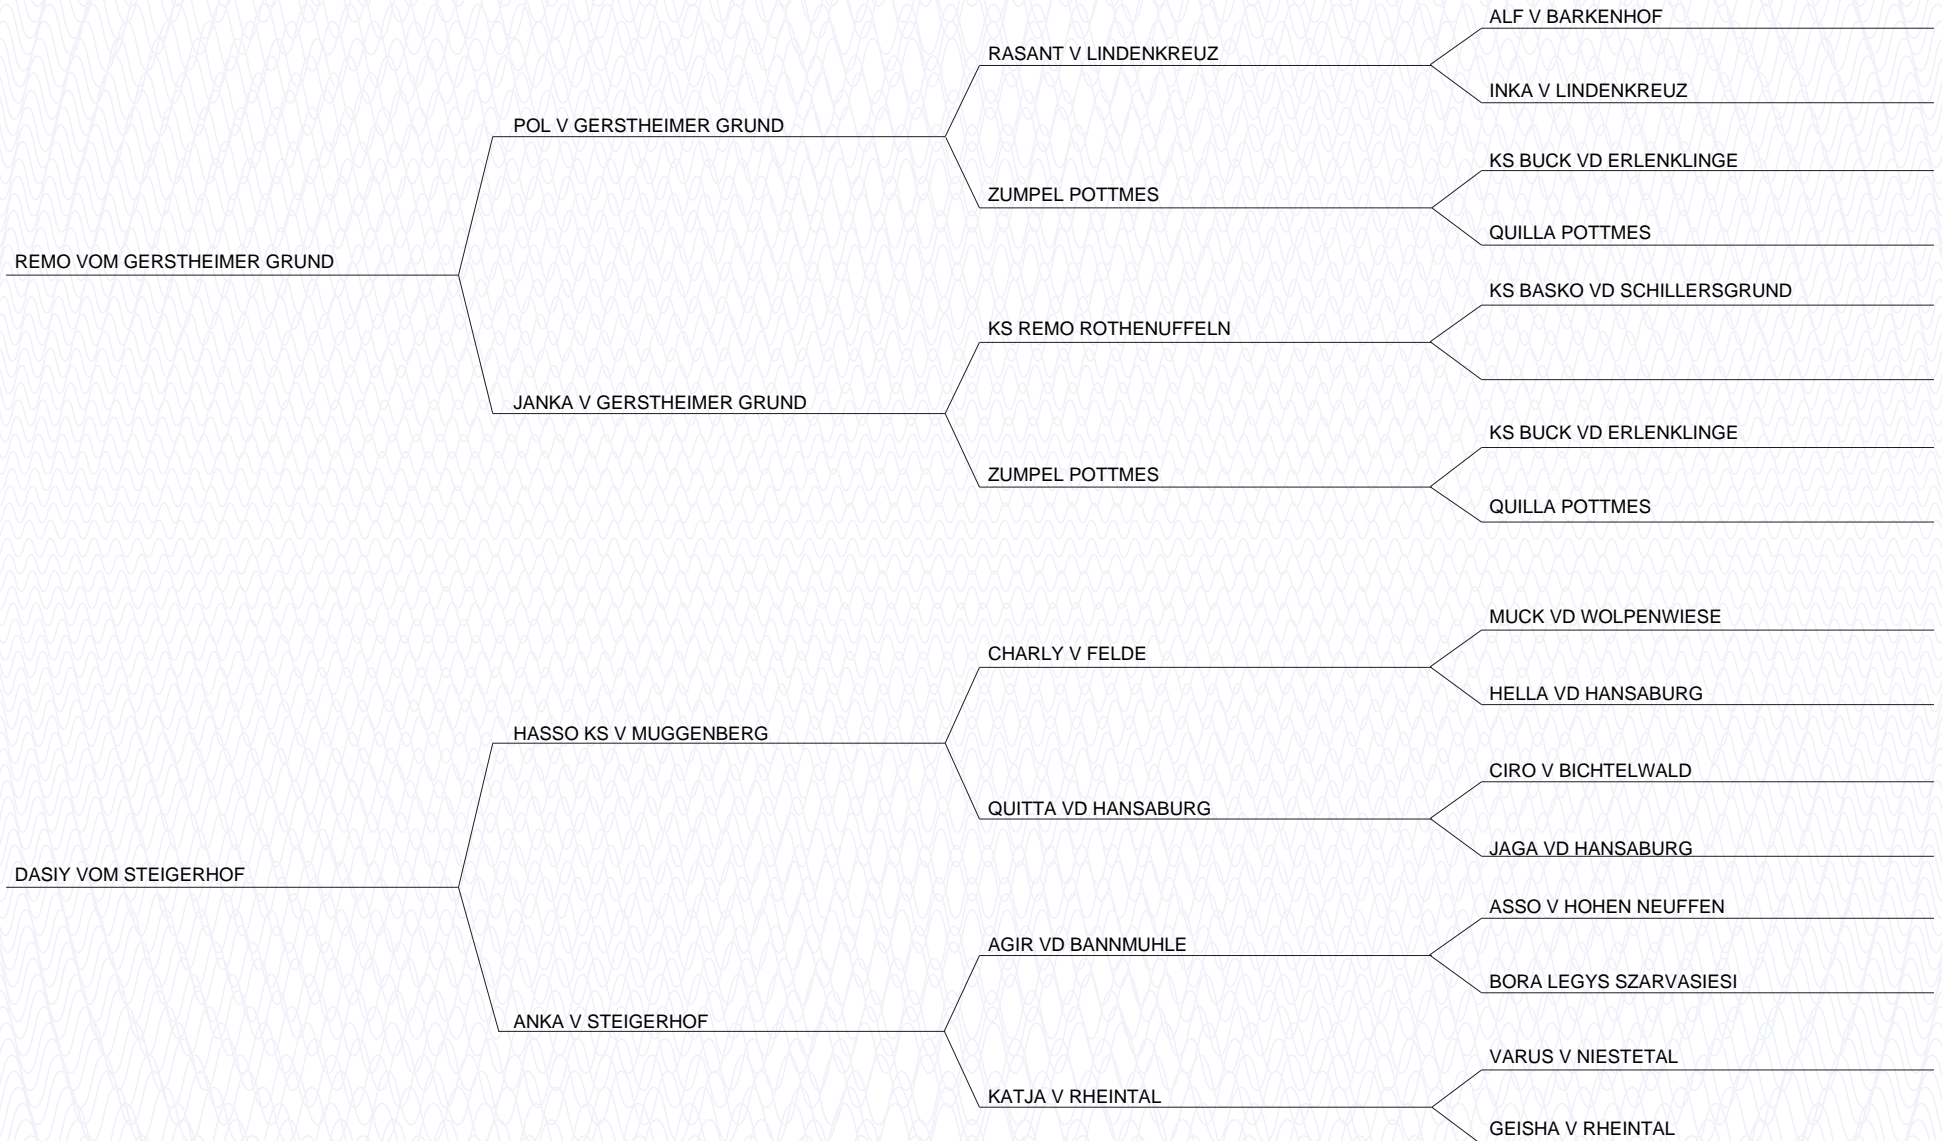 ALF V BARKENHOF
RASANT V LINDENKREUZ
INKA V LINDENKREUZ
POL V GERSTHEIMER GRUND
KS BUCK VD ERLENKLINGE
ZUMPEL POTTMES
QUILLA POTTMES
REMO VOM GERSTHEIMER GRUND
KS BASKO VD SCHILLERSGRUND
KS REMO ROTHENUFFELN
JANKA V GERSTHEIMER GRUND
KS BUCK VD ERLENKLINGE
ZUMPEL POTTMES
QUILLA POTTMES
MUCK VD WOLPENWIESE
CHARLY V FELDE
HELLA VD HANSABURG
HASSO KS V MUGGENBERG
CIRO V BICHTELWALD
QUITTA VD HANSABURG
JAGA VD HANSABURG
DASIY VOM STEIGERHOF
ASSO V HOHEN NEUFFEN
AGIR VD BANNMUHLE
BORA LEGYS SZARVASIESI
ANKA V STEIGERHOF
VARUS V NIESTETAL
KATJA V RHEINTAL
GEISHA V RHEINTAL